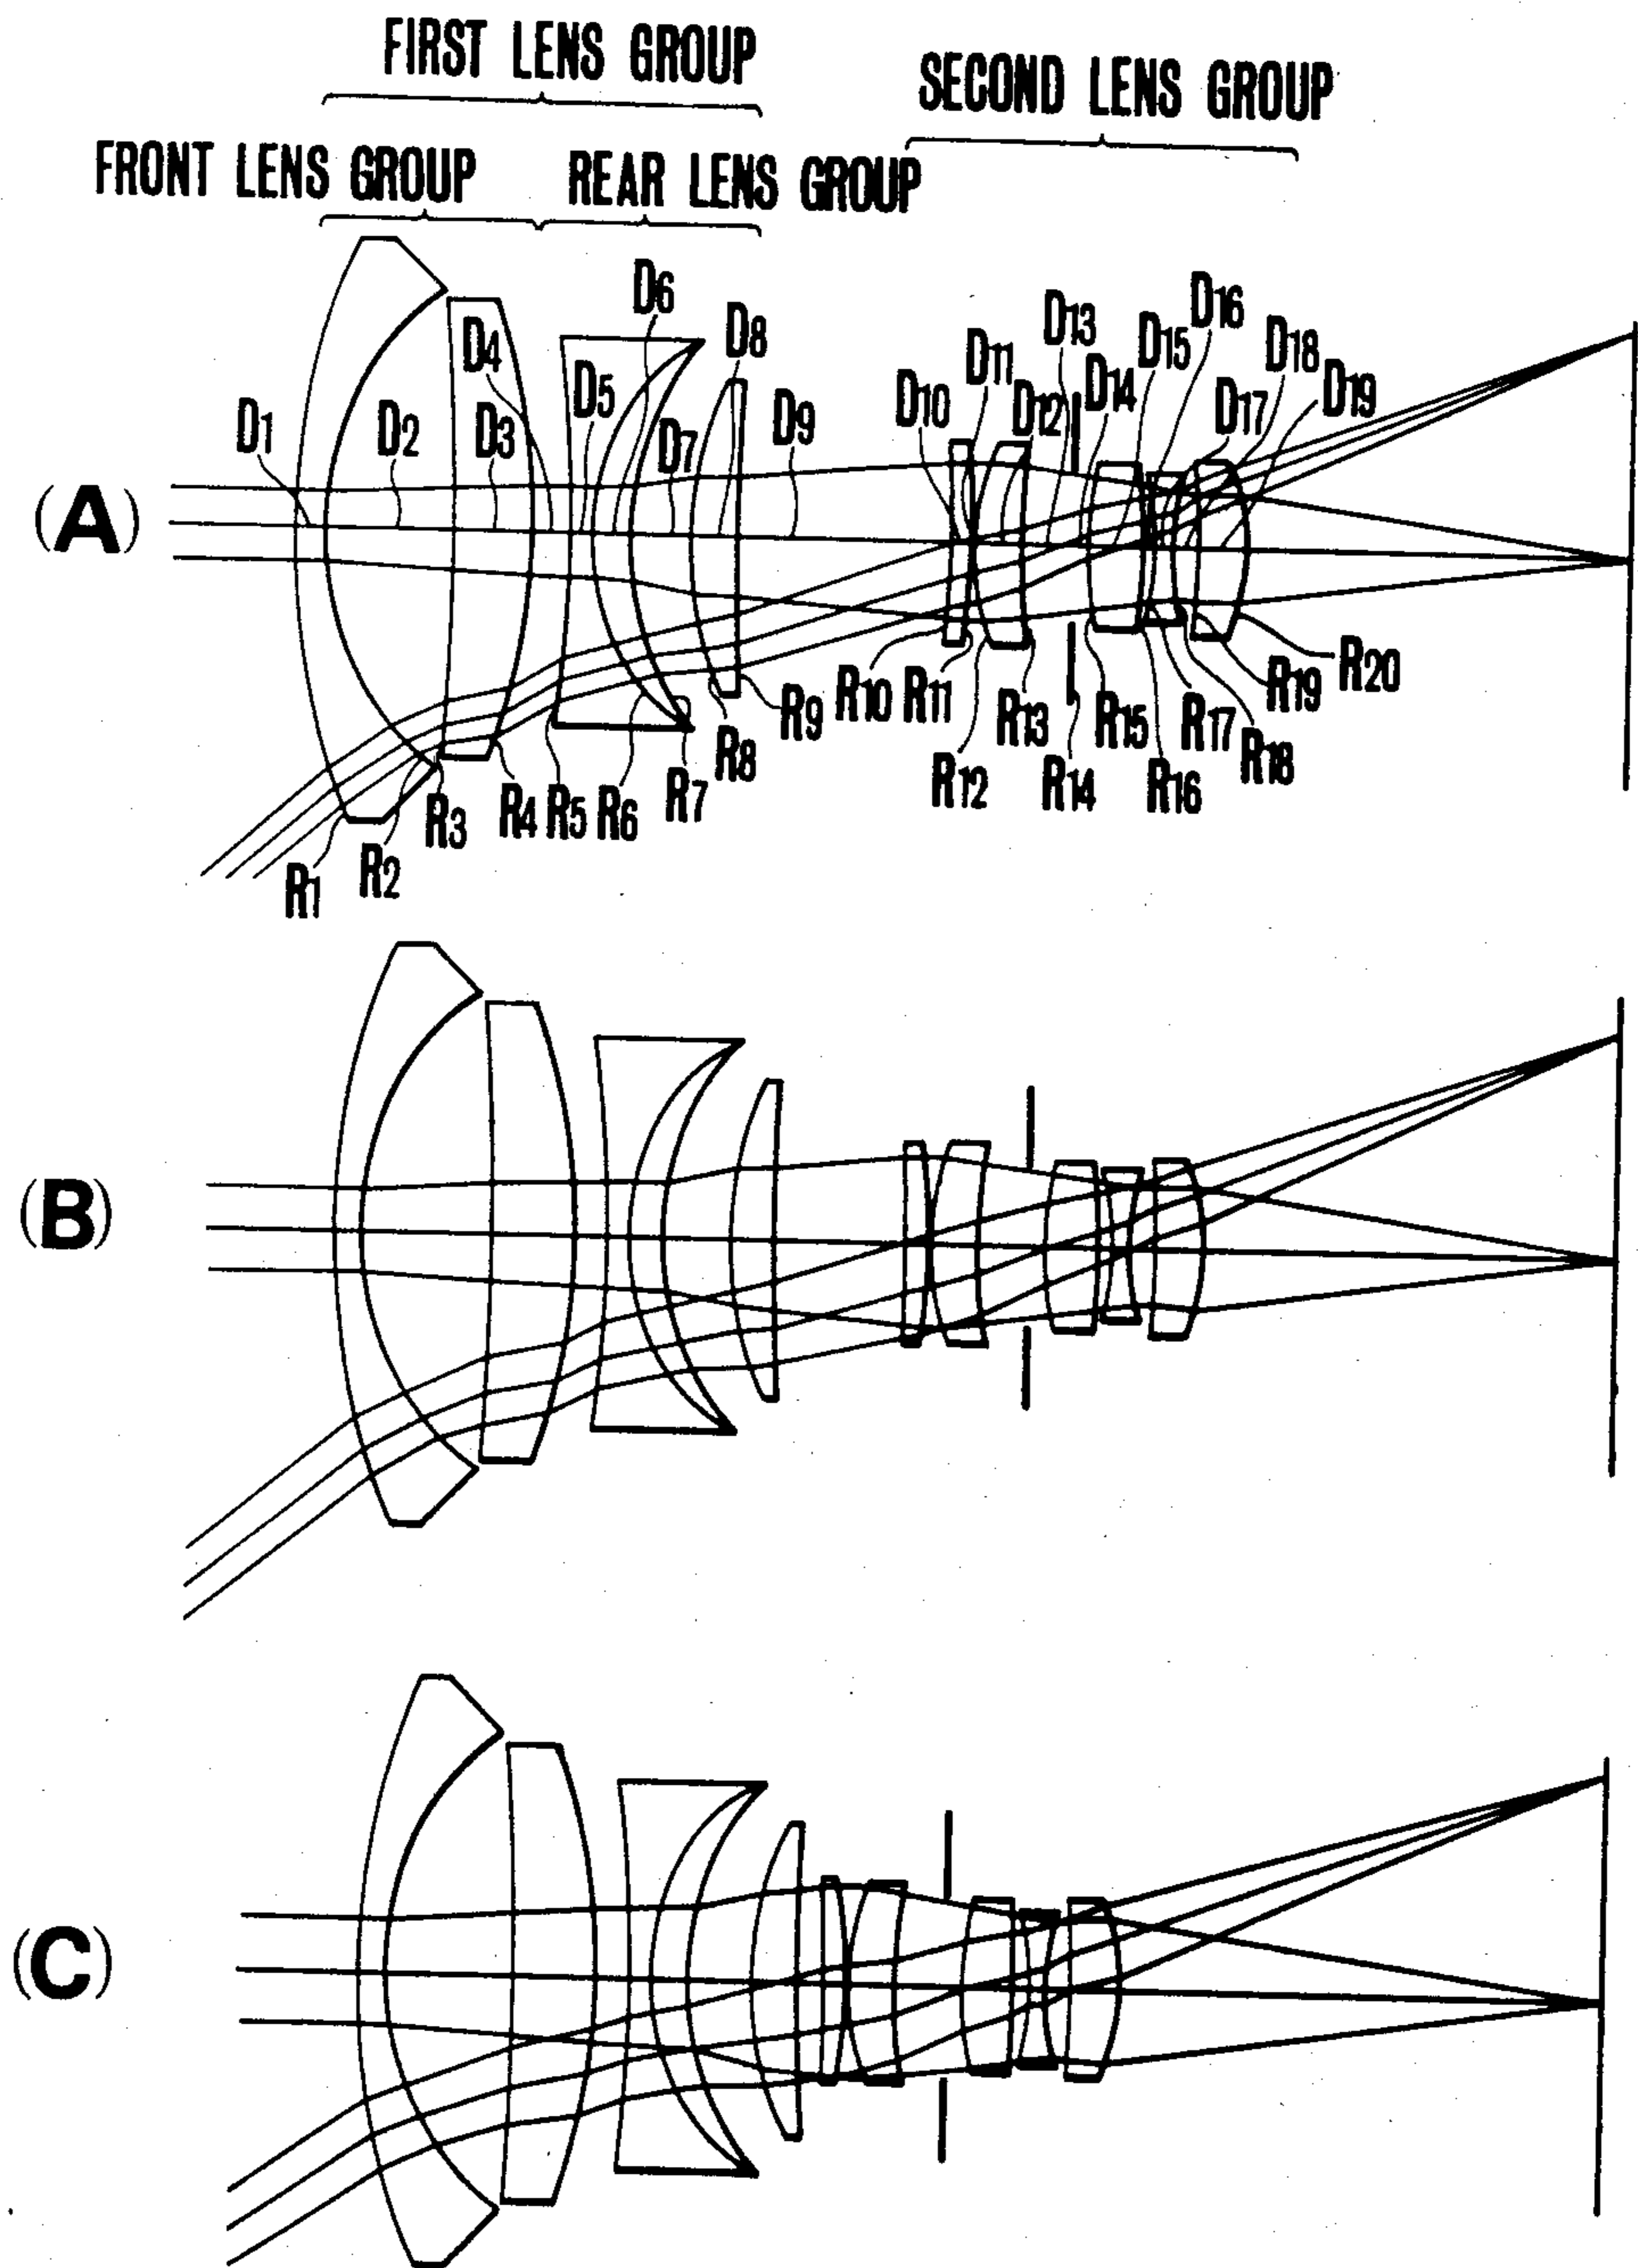 FIRST LENS GROUP
SECOND LENS GROUP
FRONT LENS GROUP REAR LENS GROUP
D1 D2 D3 D4 D5 D6 D7 D8 D9 D10 D11 D12 D13 D14 D15 D16 D17 D18 D19
(A)
R1 R2 R3 R4 R5 R6 R7 R8 R9 R10 R11 R12 R13 R14 R15 R16 R17 R18 R19 R20
(B)
(C)